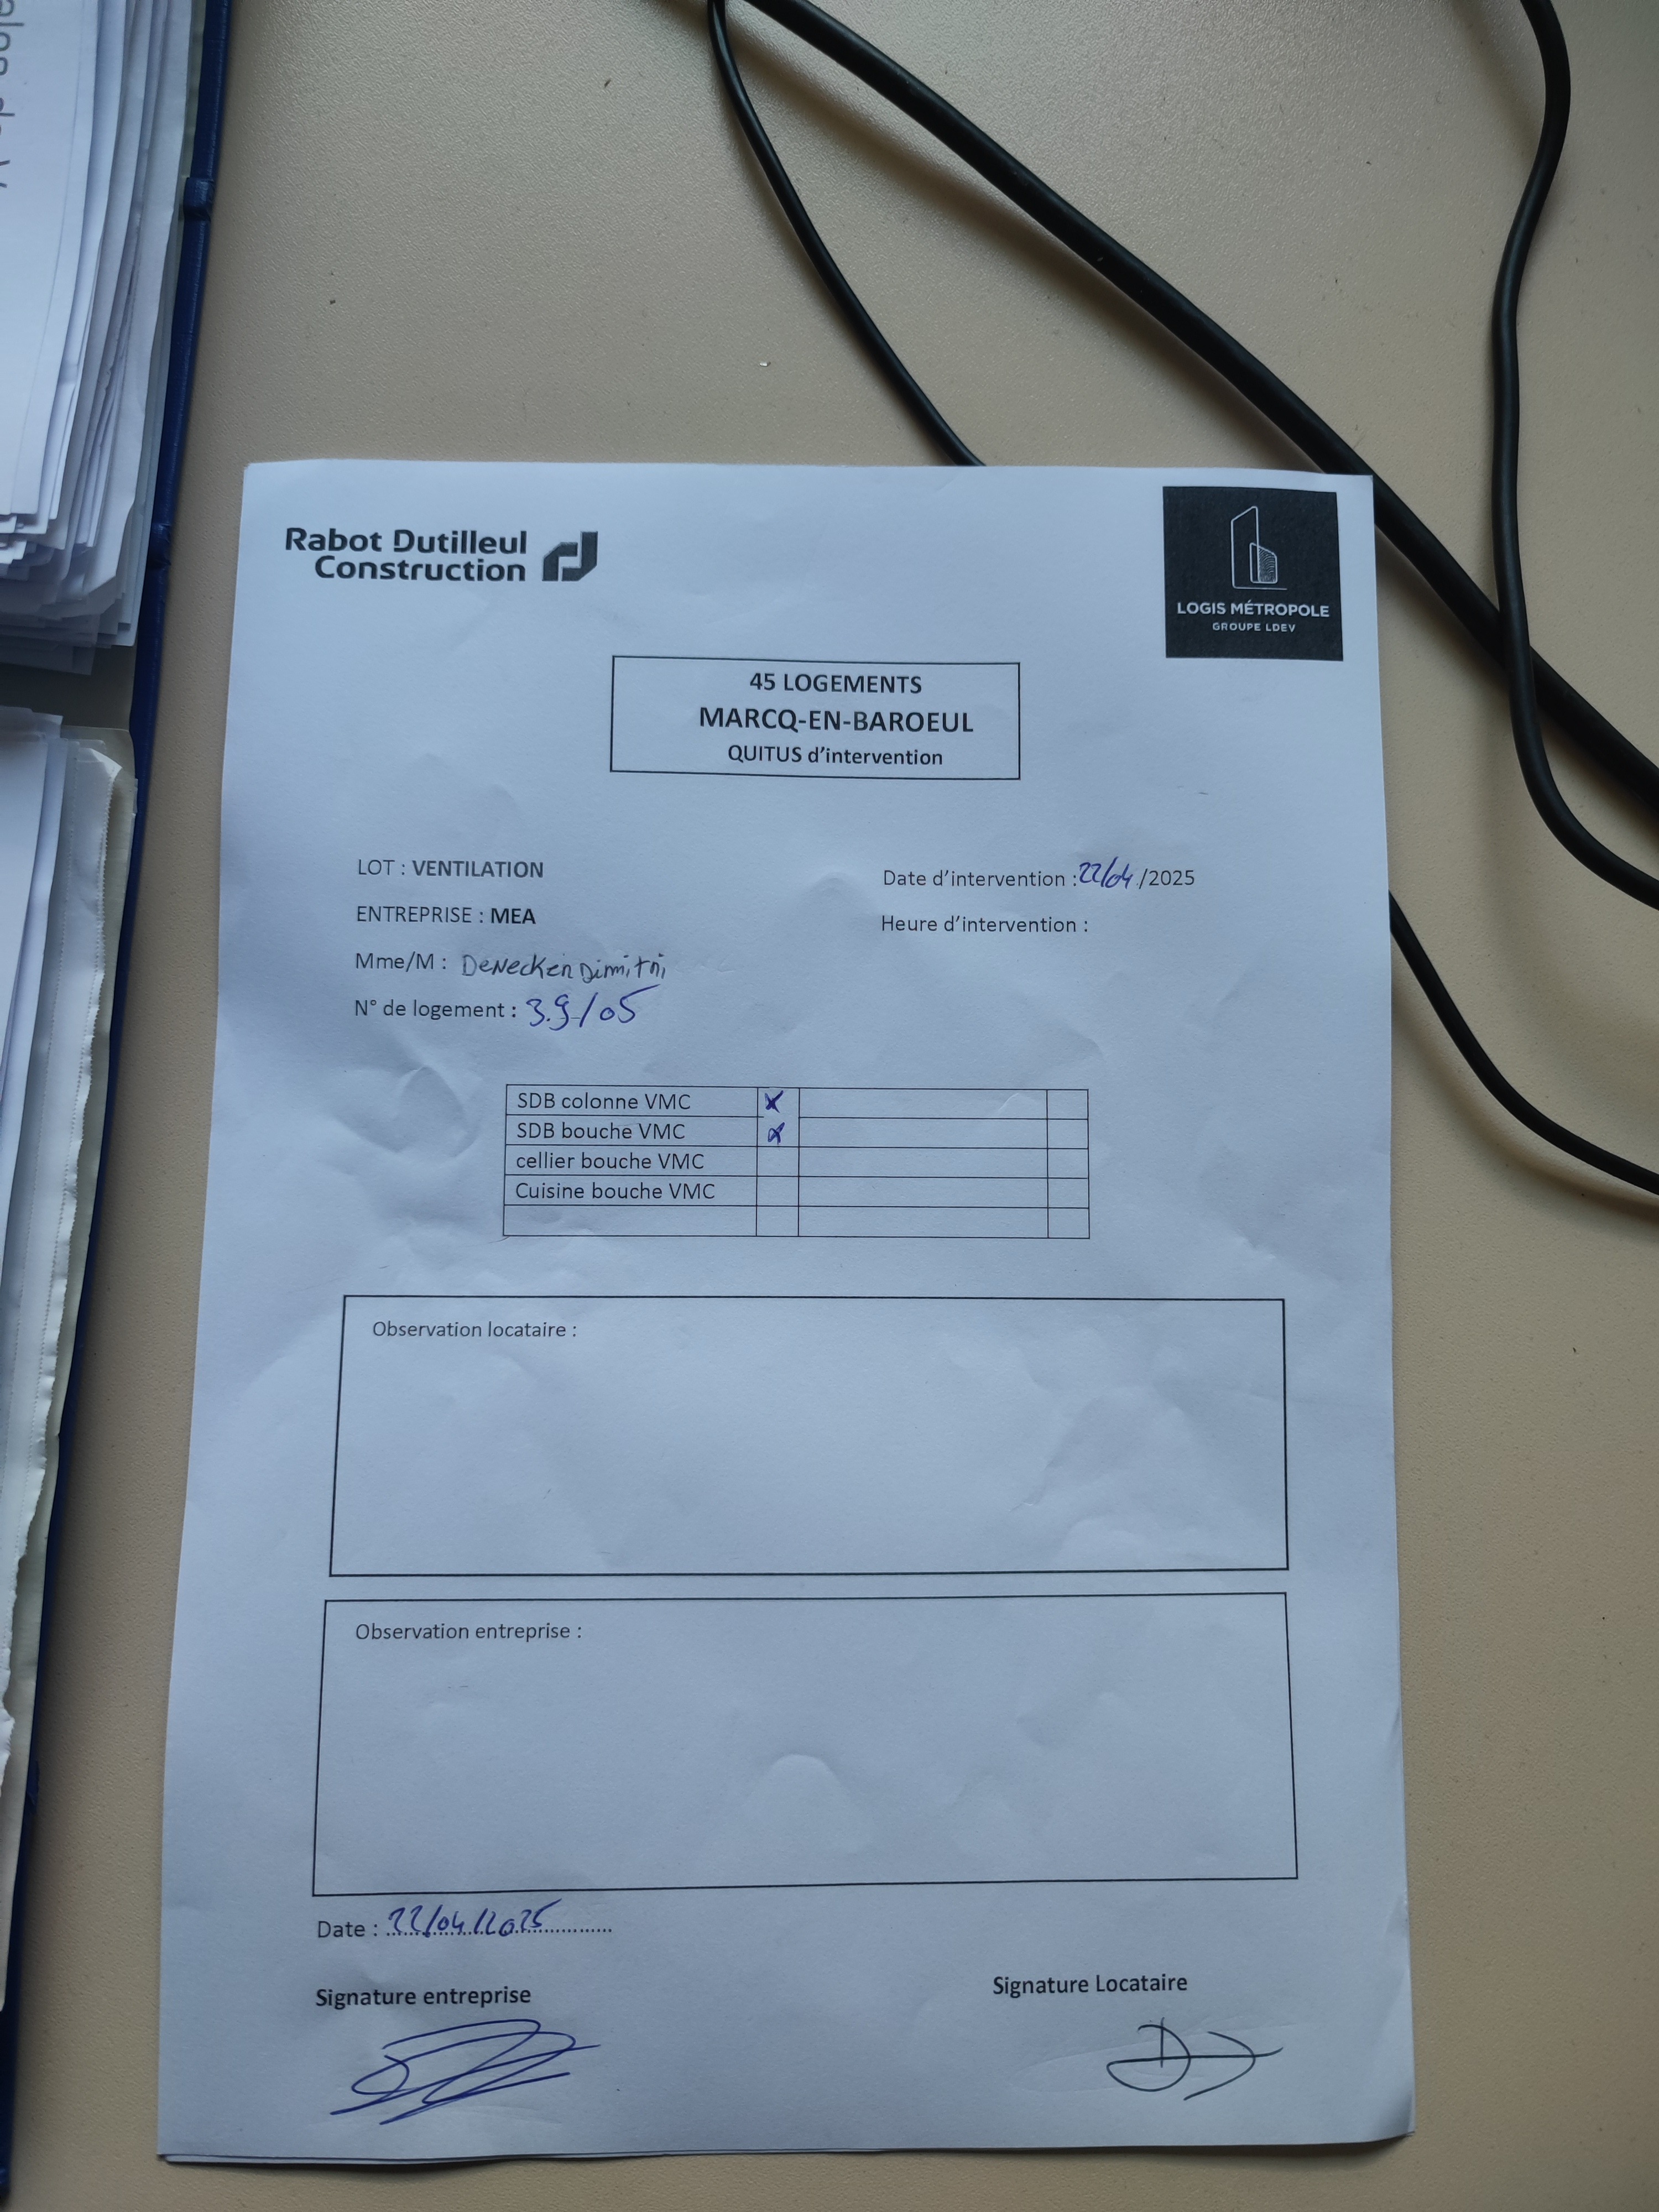 Rabot Dutilleul
Construction
LOGIS MÉTROPOLE
GROUPE LDEV
45 LOGEMENTS
MARCQ-EN-BAROEUL
QUITUS d'intervention
LOT : VENTILATION
Date d'intervention : 22/04./2025
ENTREPRISE : MEA
Heure d'intervention :
Mme/M : Denecken Dimitri
N° de logement : 3.9/05
SDB colonne VMC X
SDB bouche VMC X
cellier bouche VMC
Cuisine bouche VMC
Observation locataire :
Observation entreprise :
Date : 22/04/2025
Signature entreprise
Signature Locataire